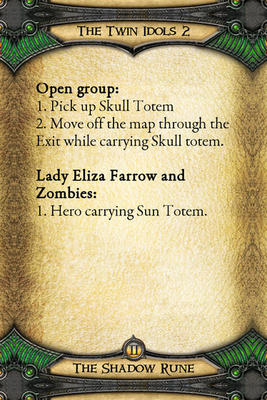 The Twin Idols 2
Open group:
1. Pick up Skull Totem
2. Move off the map through the
Exit while carrying Skull totem.
Lady Eliza Farrow and
Zombies:
1. Hero carrying Sun Totem.
II
The Shadow Rune